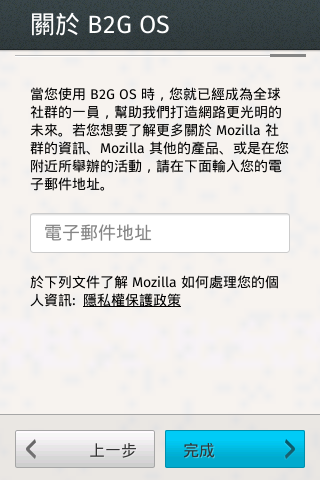 關於 B2G OS
當您使用 B2G OS 時，您就已經成為全球
社群的一員，幫助我們打造網路更光明的
未來。若您想要了解更多關於 Mozilla 社
群的資訊、Mozilla 其他的產品、或是在您
附近所舉辦的活動，請在下面輸入您的電
子郵件地址。
電子郵件地址
於下列文件了解 Mozilla 如何處理您的個
人資訊: 隱私權保護政策
上一步
完成